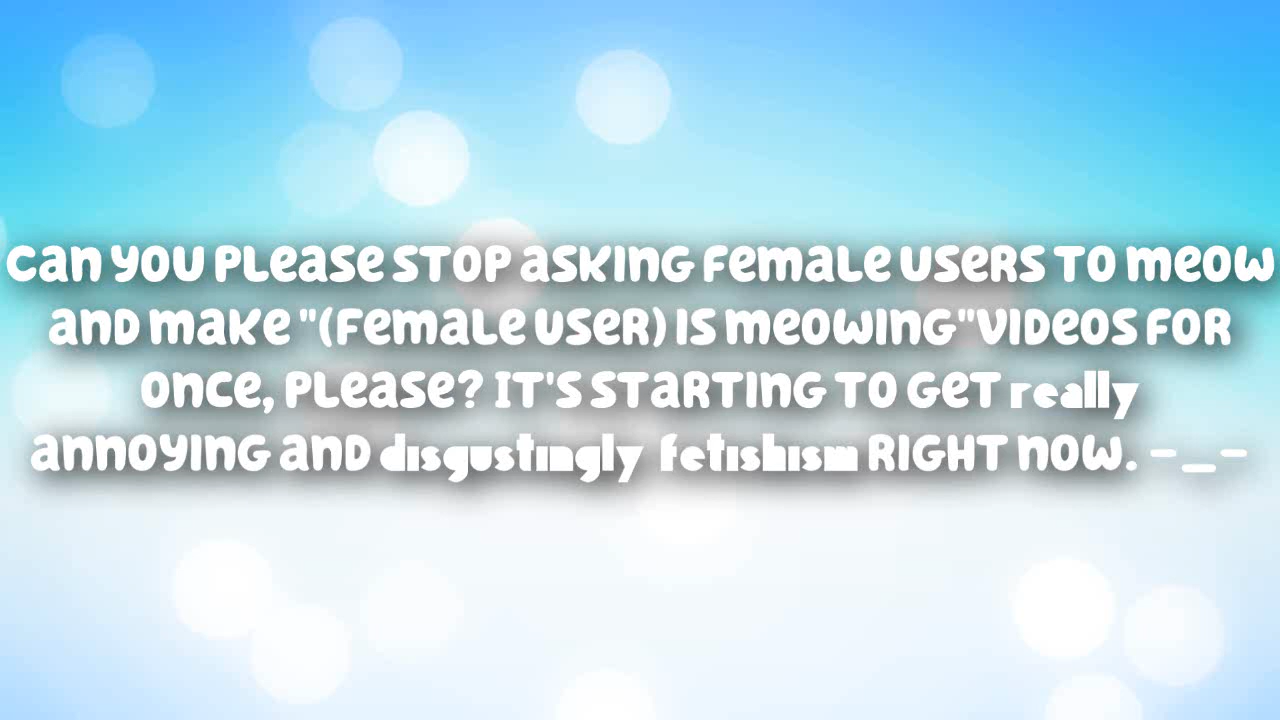 Can you please stop asking female users to meow
and make "(female user) is meowing"videos for
once, please? It's starting to get really
annoying and disgustingly fetishism right now. -_-